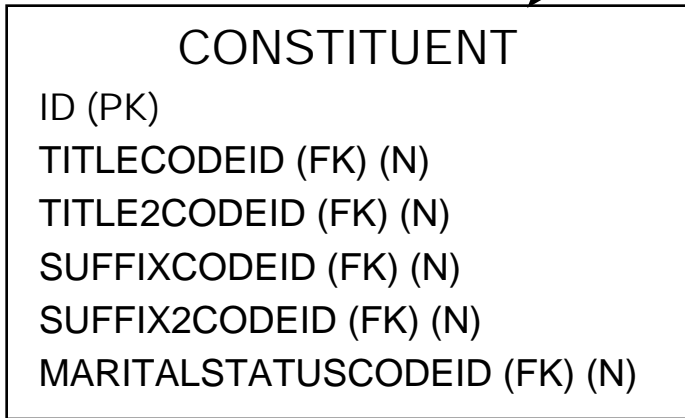 CONSTITUENT
ID (PK)
TITLECODEID (FK) (N)
TITLE2CODEID (FK) (N)
SUFFIXCODEID (FK) (N)
SUFFIX2CODEID (FK) (N)
MARITALSTATUSCODEID (FK) (N)